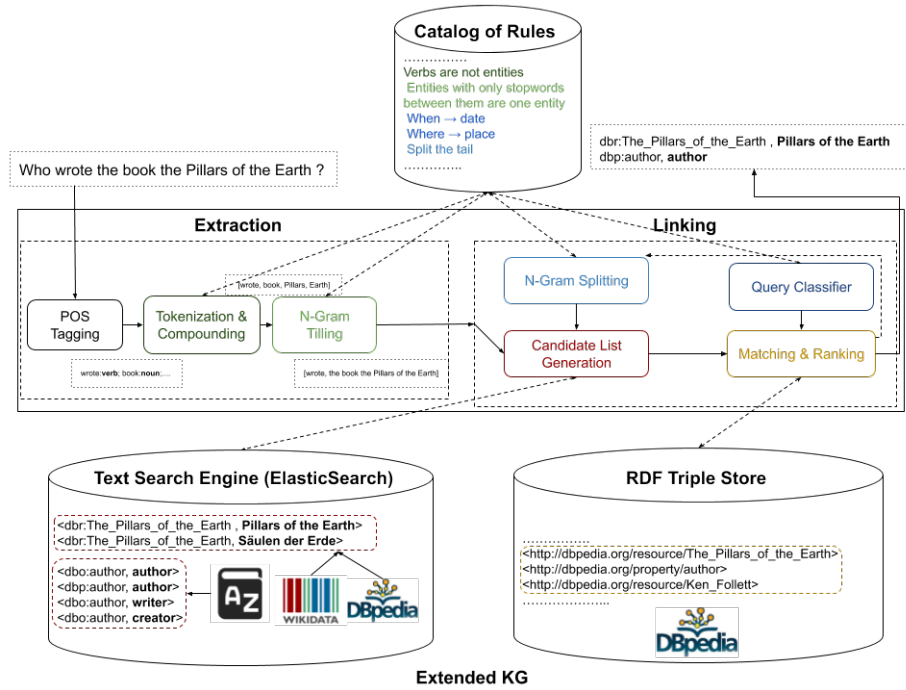 Catalog of Rules
...............
Verbs are not entities
Entities with only stopwords
between them are one entity
When → date
Where → place
Split the tail
..............
Who wrote the book the Pillars of the Earth ?
dbr:The_Pillars_of_the_Earth , Pillars of the Earth
dbp:author, author
Extraction
Linking
[wrote, book, Pillars, Earth]
POS
Tagging
Tokenization &
Compounding
N-Gram
Tilling
wrote:verb; book:noun;....
[wrote, the book the Pillars of the Earth]
N-Gram Splitting
Query Classifier
Candidate List
Generation
Matching & Ranking
Text Search Engine (ElasticSearch)
<dbr:The_Pillars_of_the_Earth , Pillars of the Earth>
<dbr:The_Pillars_of_the_Earth, Säulen der Erde>
<dbo:author, author>
<dbp:author, author>
<dbo:author, writer>
<dbo:author, creator>
AZ
WIKIDATA
DBpedia
RDF Triple Store
.................
<http://dbpedia.org/resource/The_Pillars_of_the_Earth>
<http://dbpedia.org/property/author>
<http://dbpedia.org/resource/Ken_Follett>
.....................
DBpedia
Extended KG